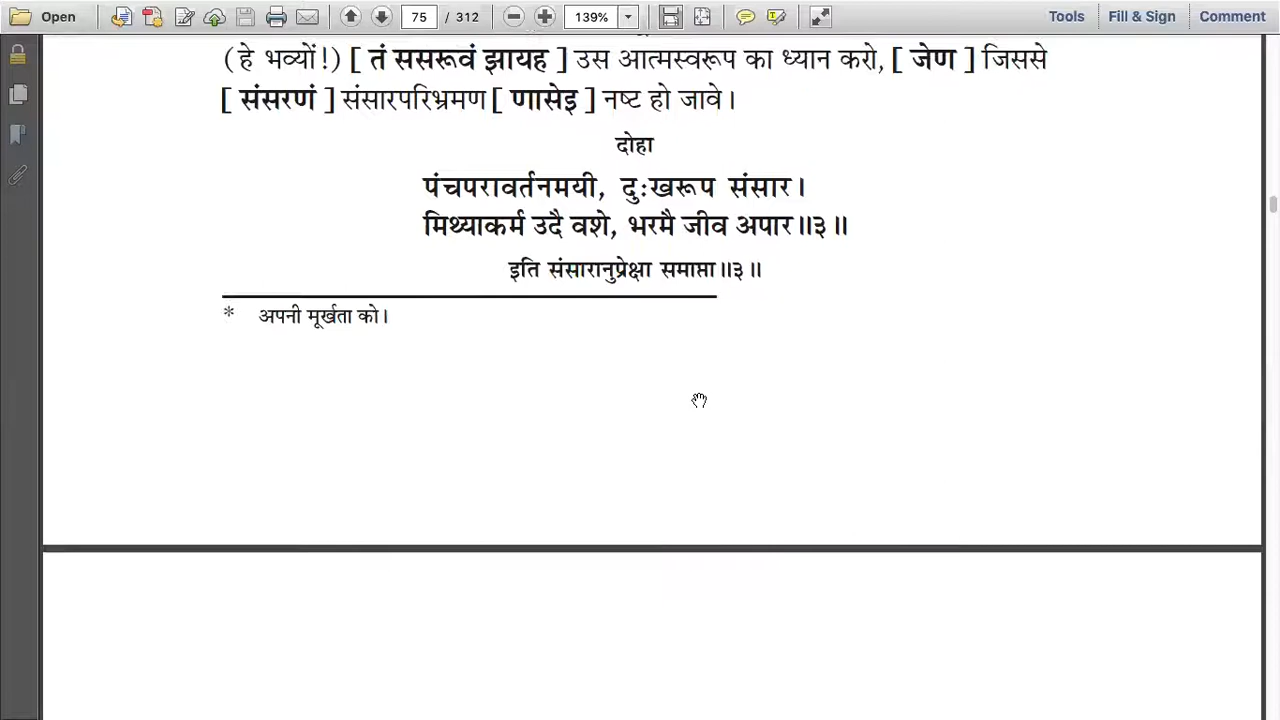 Open
75 / 312
139%
Tools
Fill & Sign
Comment
(हे भव्यों!) [ तं ससरूवं झायह ] उस आत्मस्वरूप का ध्यान करो, [ जेण ] जिससे
[ संसरणं ] संसारपरिभ्रमण [ णासेइ ] नष्ट हो जावे।
दोहा
पंचपरावर्तनमयी, दुःखरूप संसार।
मिथ्याकर्म उदै वशे, भरमै जीव अपार॥३॥
इति संसारानुप्रेक्षा समाप्ता॥३॥
* अपनी मूर्खता को।